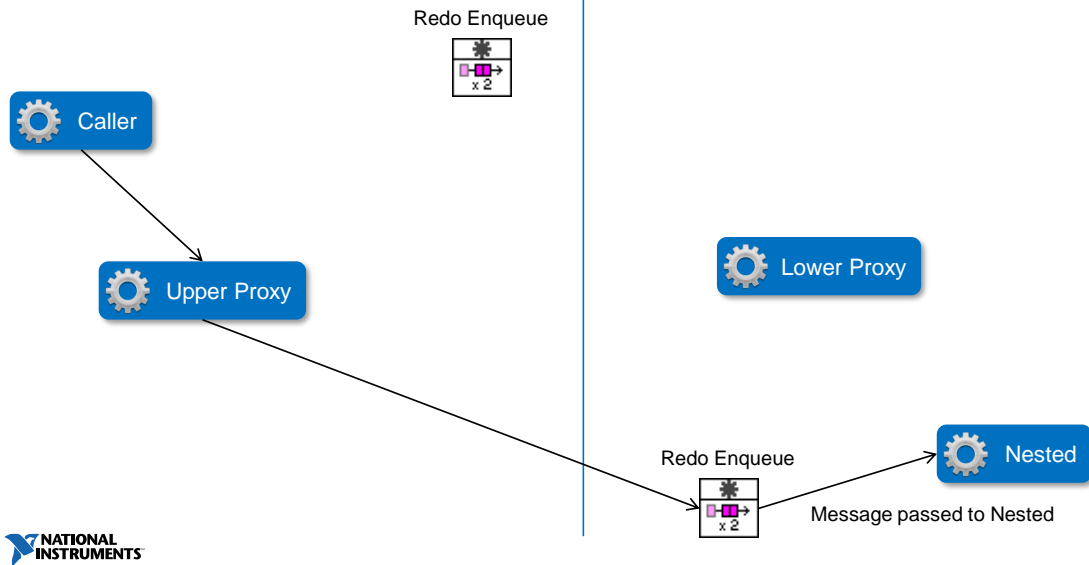 Redo Enqueue
x 2
Caller
Upper Proxy
Lower Proxy
Nested
Redo Enqueue
x 2
Message passed to Nested
NATIONAL
INSTRUMENTS